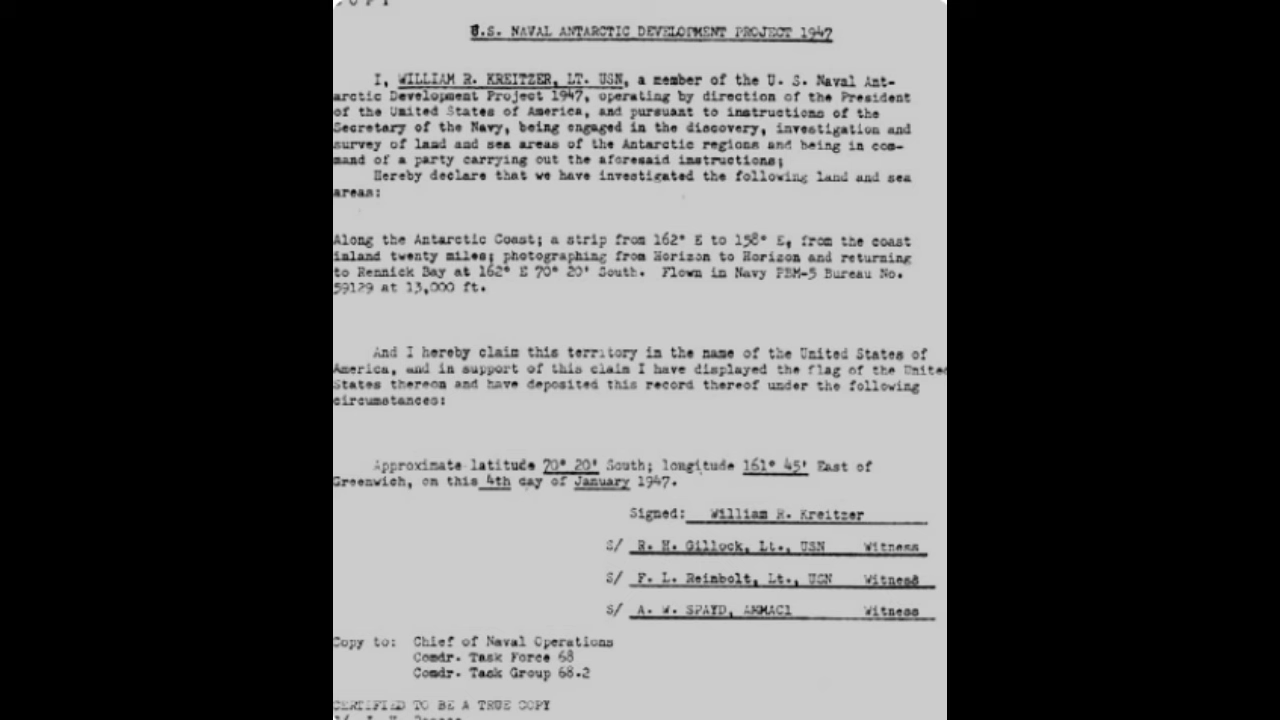 COPY
U.S. NAVAL ANTARCTIC DEVELOPMENT PROJECT 1947
I, WILLIAM R. KREITZER, LT. USN, a member of the U. S. Naval Ant-
arctic Development Project 1947, operating by direction of the President
of the United States of America, and pursuant to instructions of the
Secretary of the Navy, being engaged in the discovery, investigation and
survey of land and sea areas of the Antarctic regions and being in com-
mand of a party carrying out the aforesaid instructions;
Hereby declare that we have investigated the following land and sea
areas:
Along the Antarctic Coast; a strip from 162° E to 158° E, from the coast
inland twenty miles; photographing from Horizon to Horizon and returning
to Rennick Bay at 162° E 70° 20' South. Flown in Navy PBM-5 Bureau No.
59129 at 13,000 ft.
And I hereby claim this territory in the name of the United States of
America, and in support of this claim I have displayed the flag of the United
States thereon and have deposited this record thereof under the following
circumstances:
Approximate latitude 70° 20' South; longitude 161° 45' East of
Greenwich, on this 4th day of January 1947.
Signed: William R. Kreitzer
S/ R. H. Gillock, Lt., USN Witness
S/ F. L. Reinbolt, Lt., USN Witness
S/ A. W. SPAYD, AMMAC1 Witness
Copy to: Chief of Naval Operations
Comdr. Task Force 68
Comdr. Task Group 68.2
CERTIFIED TO BE A TRUE COPY